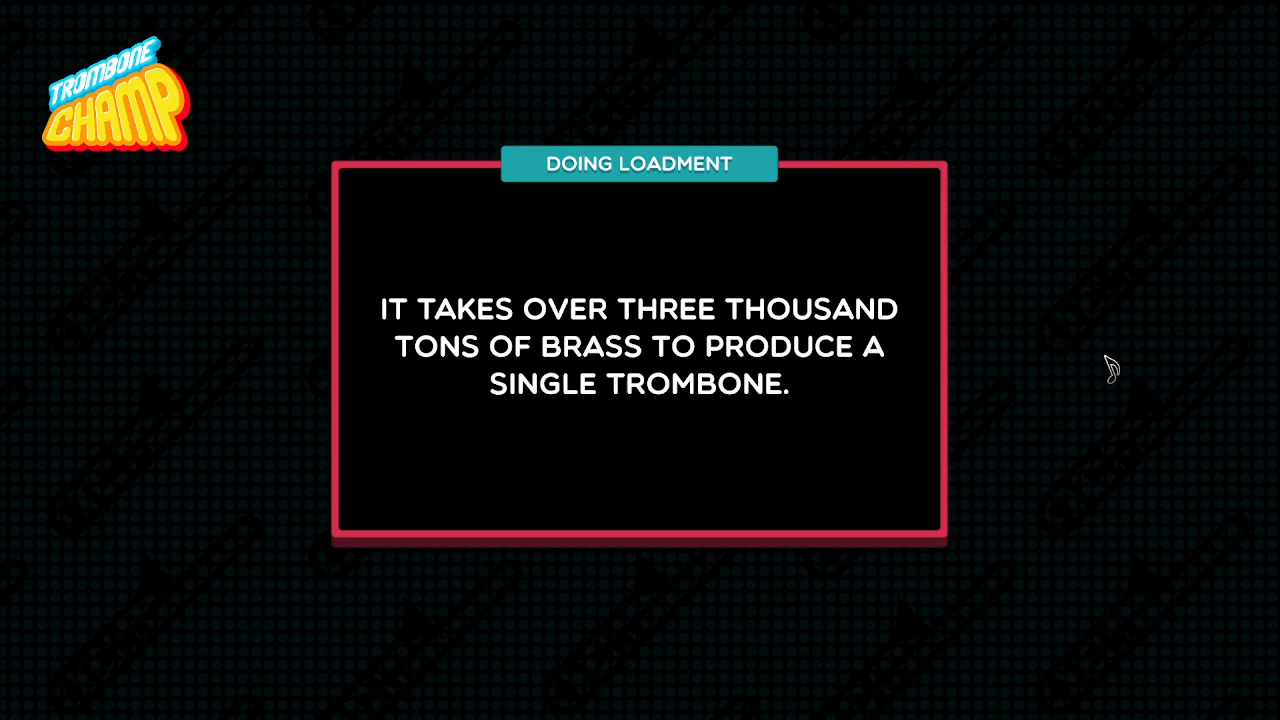 TROMBONE
CHAMP
DOING LOADMENT
IT TAKES OVER THREE THOUSAND
TONS OF BRASS TO PRODUCE A
SINGLE TROMBONE.